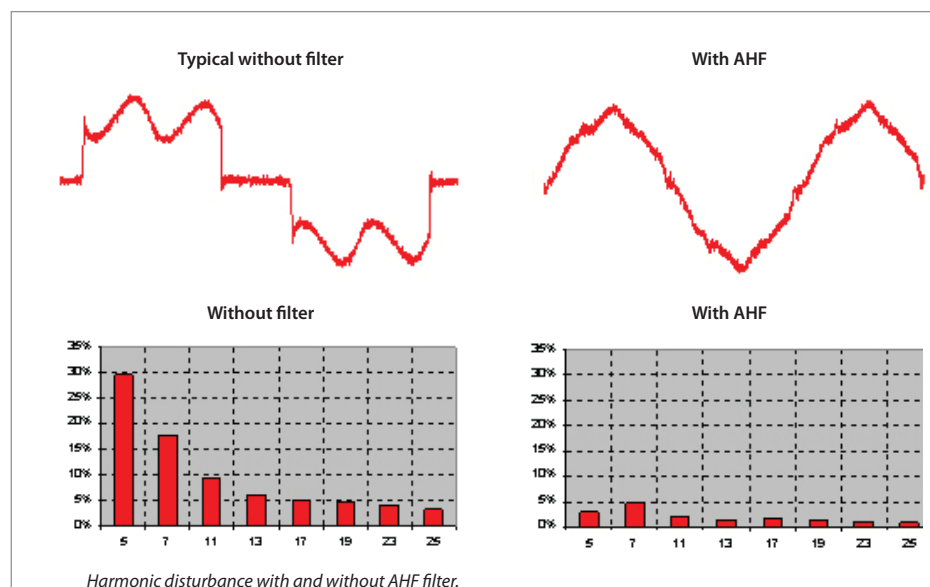 Typical without filter
With AHF
Without filter
With AHF
35%
30%
25%
20%
15%
10%
5%
0%
5 7 11 13 17 19 23 25
35%
30%
25%
20%
15%
10%
5%
0%
5 7 11 13 17 19 23 25
Harmonic disturbance with and without AHF filter.